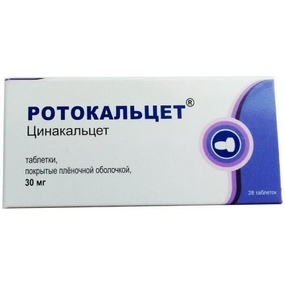 РОТОКАЛЬЦЕТ®
Цинакальцет
таблетки,
покрытые плёночной оболочкой,
30 мг
28 таблеток